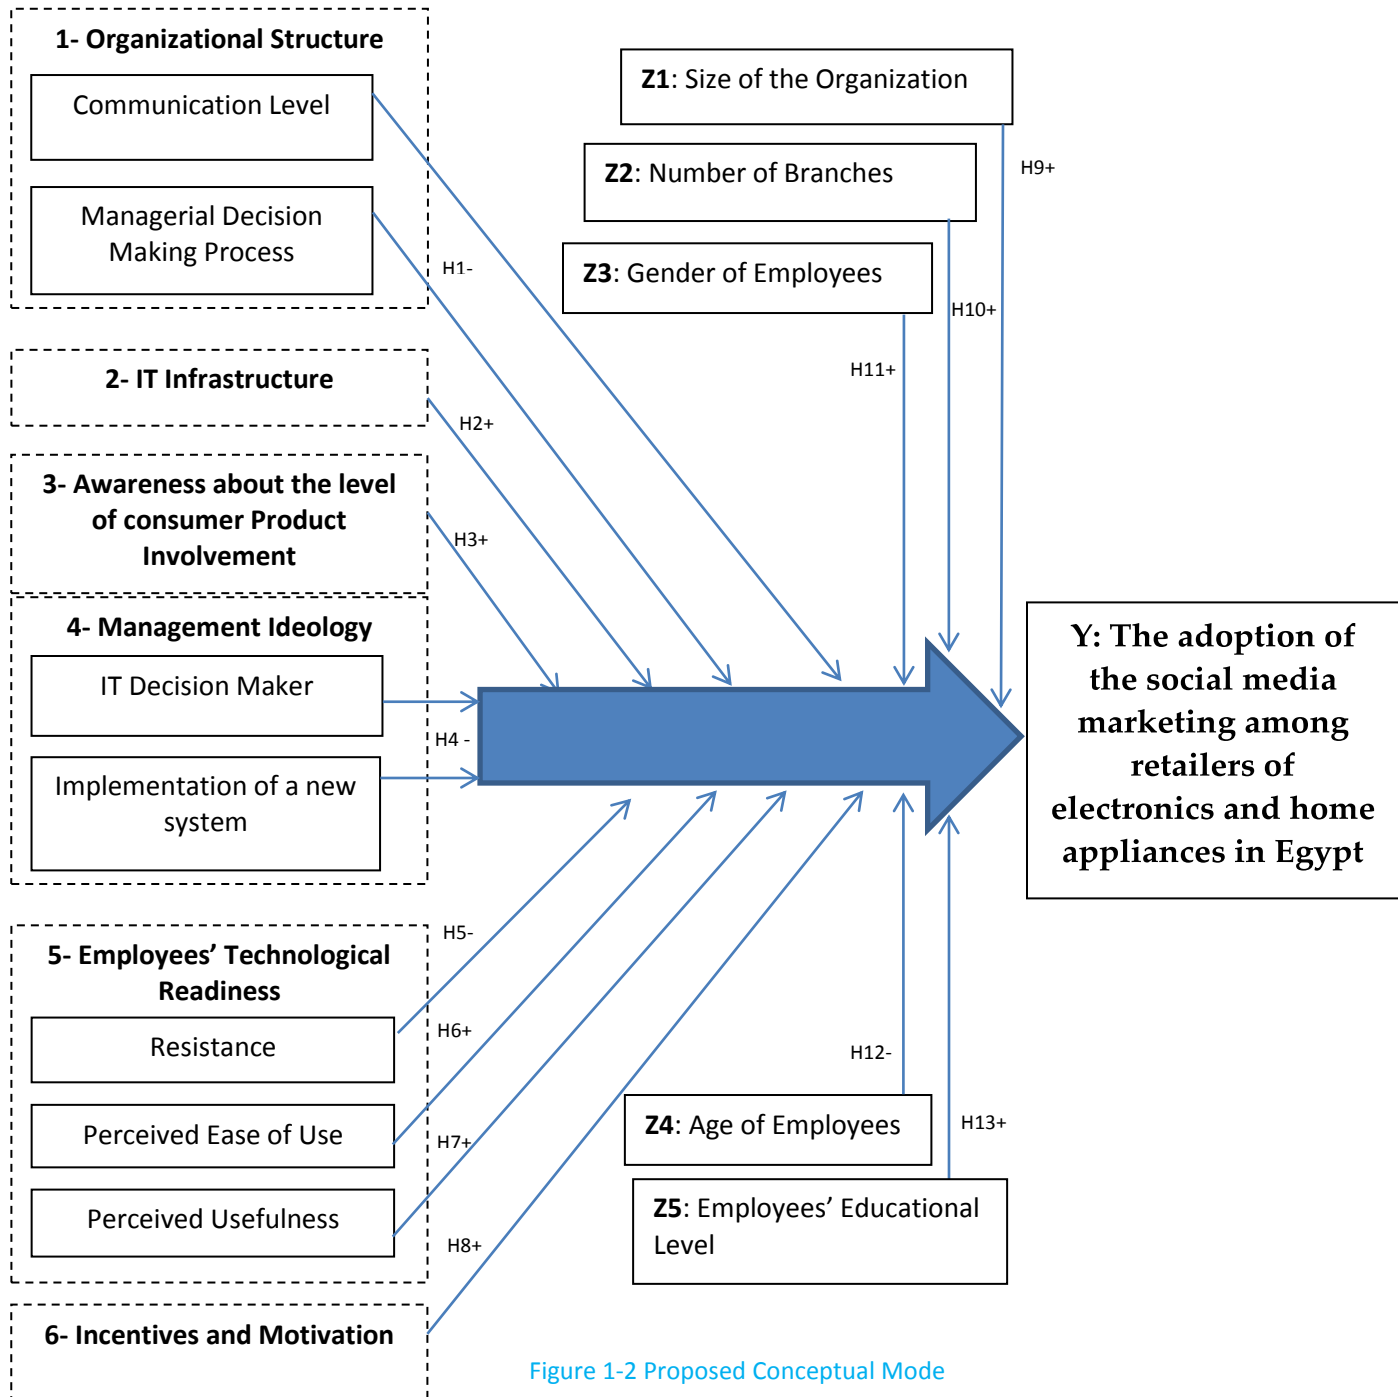 1- Organizational Structure
Communication Level
Managerial Decision
Making Process
2- IT Infrastructure
3- Awareness about the level
of consumer Product
Involvement
4- Management Ideology
IT Decision Maker
Implementation of a new
system
5- Employees’ Technological
Readiness
Resistance
Perceived Ease of Use
Perceived Usefulness
6- Incentives and Motivation
H1-
H2+
H3+
H4 -
H5-
H6+
H7+
H8+
Z1: Size of the Organization
Z2: Number of Branches
Z3: Gender of Employees
H9+
H10+
H11+
Y: The adoption of
the social media
marketing among
retailers of
electronics and home
appliances in Egypt
H12-
H13+
Z4: Age of Employees
Z5: Employees’ Educational
Level
Figure 1-2 Proposed Conceptual Mode